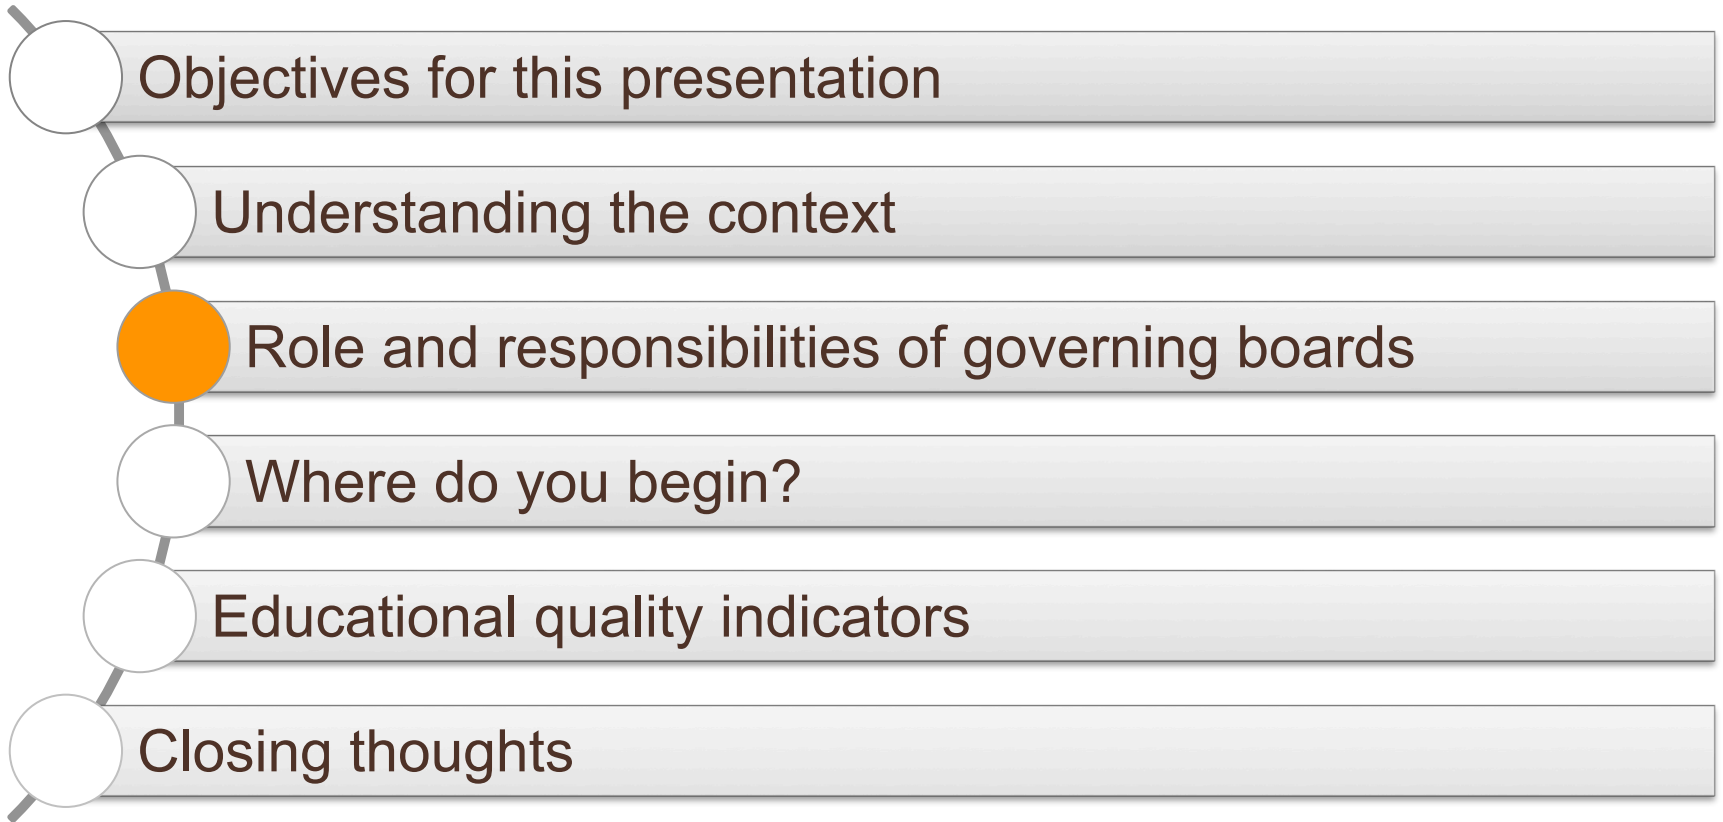 Objectives for this presentation
Understanding the context
Role and responsibilities of governing boards
Where do you begin?
Educational quality indicators
Closing thoughts